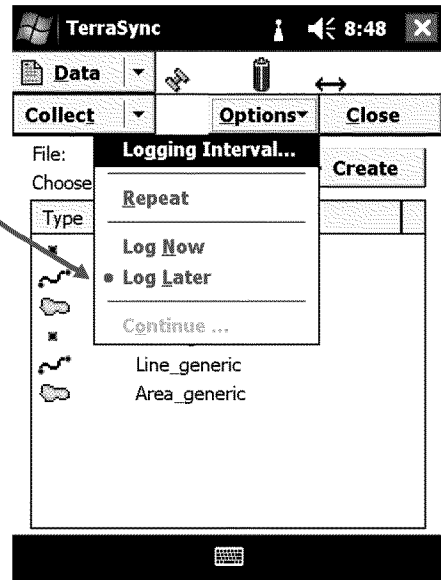 TerraSync 8:48
Data
Collect Options Close
File: Logging Interval...
Create
Choose
Repeat
Type
Log Now
Log Later
Continue ...
Line_generic
Area_generic